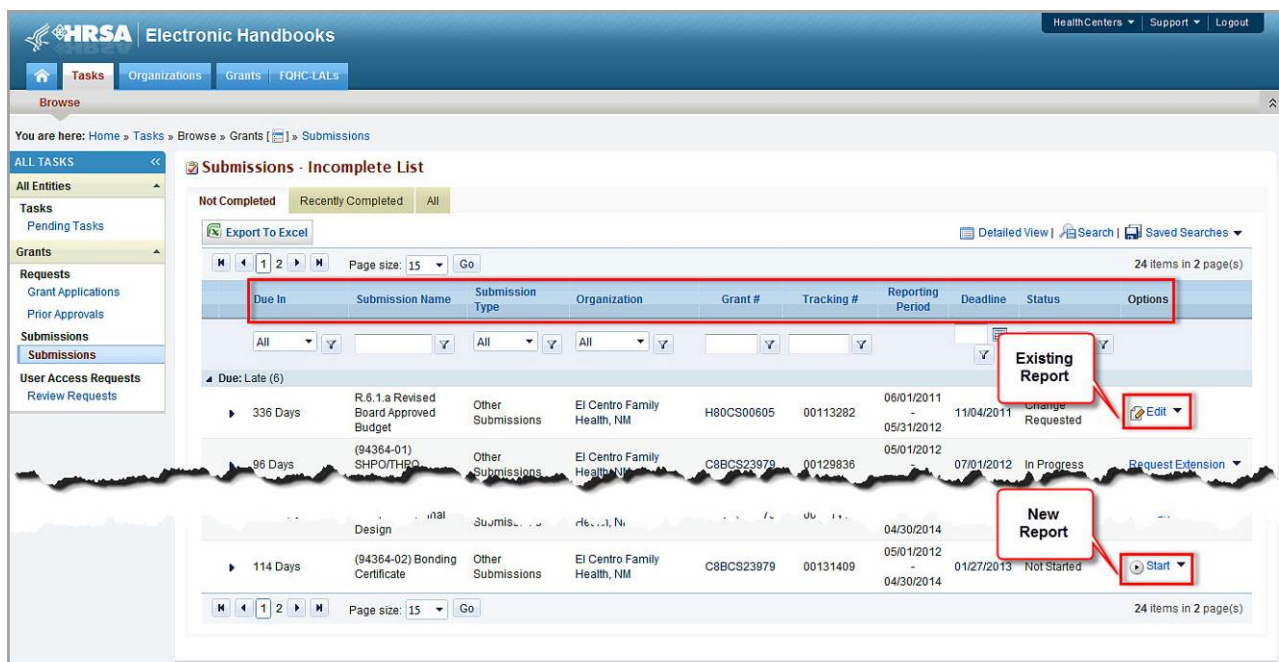 HealthCenters Support Logout
HRSA Electronic Handbooks
Tasks Organizations Grants FQHC-LALs
Browse
You are here: Home » Tasks » Browse » Grants [ ] » Submissions
ALL TASKS «
All Entities
Tasks
Pending Tasks
Grants
Requests
Grant Applications
Prior Approvals
Submissions
Submissions
User Access Requests
Review Requests
Submissions - Incomplete List
Not Completed Recently Completed All
Export To Excel Detailed View | Search | Saved Searches
1 2 Page size: 15 Go 24 items in 2 page(s)
Due In Submission Name Submission Type Organization Grant # Tracking # Reporting Period Deadline Status Options
All All All
Existing
Report
Due: Late (6)
336 Days R.6.1.a Revised Board Approved Budget Other Submissions El Centro Family Health, NM H80CS00605 00113282 06/01/2011 - 05/31/2012 11/04/2011 Change Requested Edit
96 Days (94364-01) SHPO/THPO Other Submissions El Centro Family Health, NM C8BCS23979 00129836 05/01/2012 - 07/01/2012 In Progress Request Extension
Design 04/30/2014
New
Report
114 Days (94364-02) Bonding Certificate Other Submissions El Centro Family Health, NM C8BCS23979 00131409 05/01/2012 - 04/30/2014 01/27/2013 Not Started Start
1 2 Page size: 15 Go 24 items in 2 page(s)